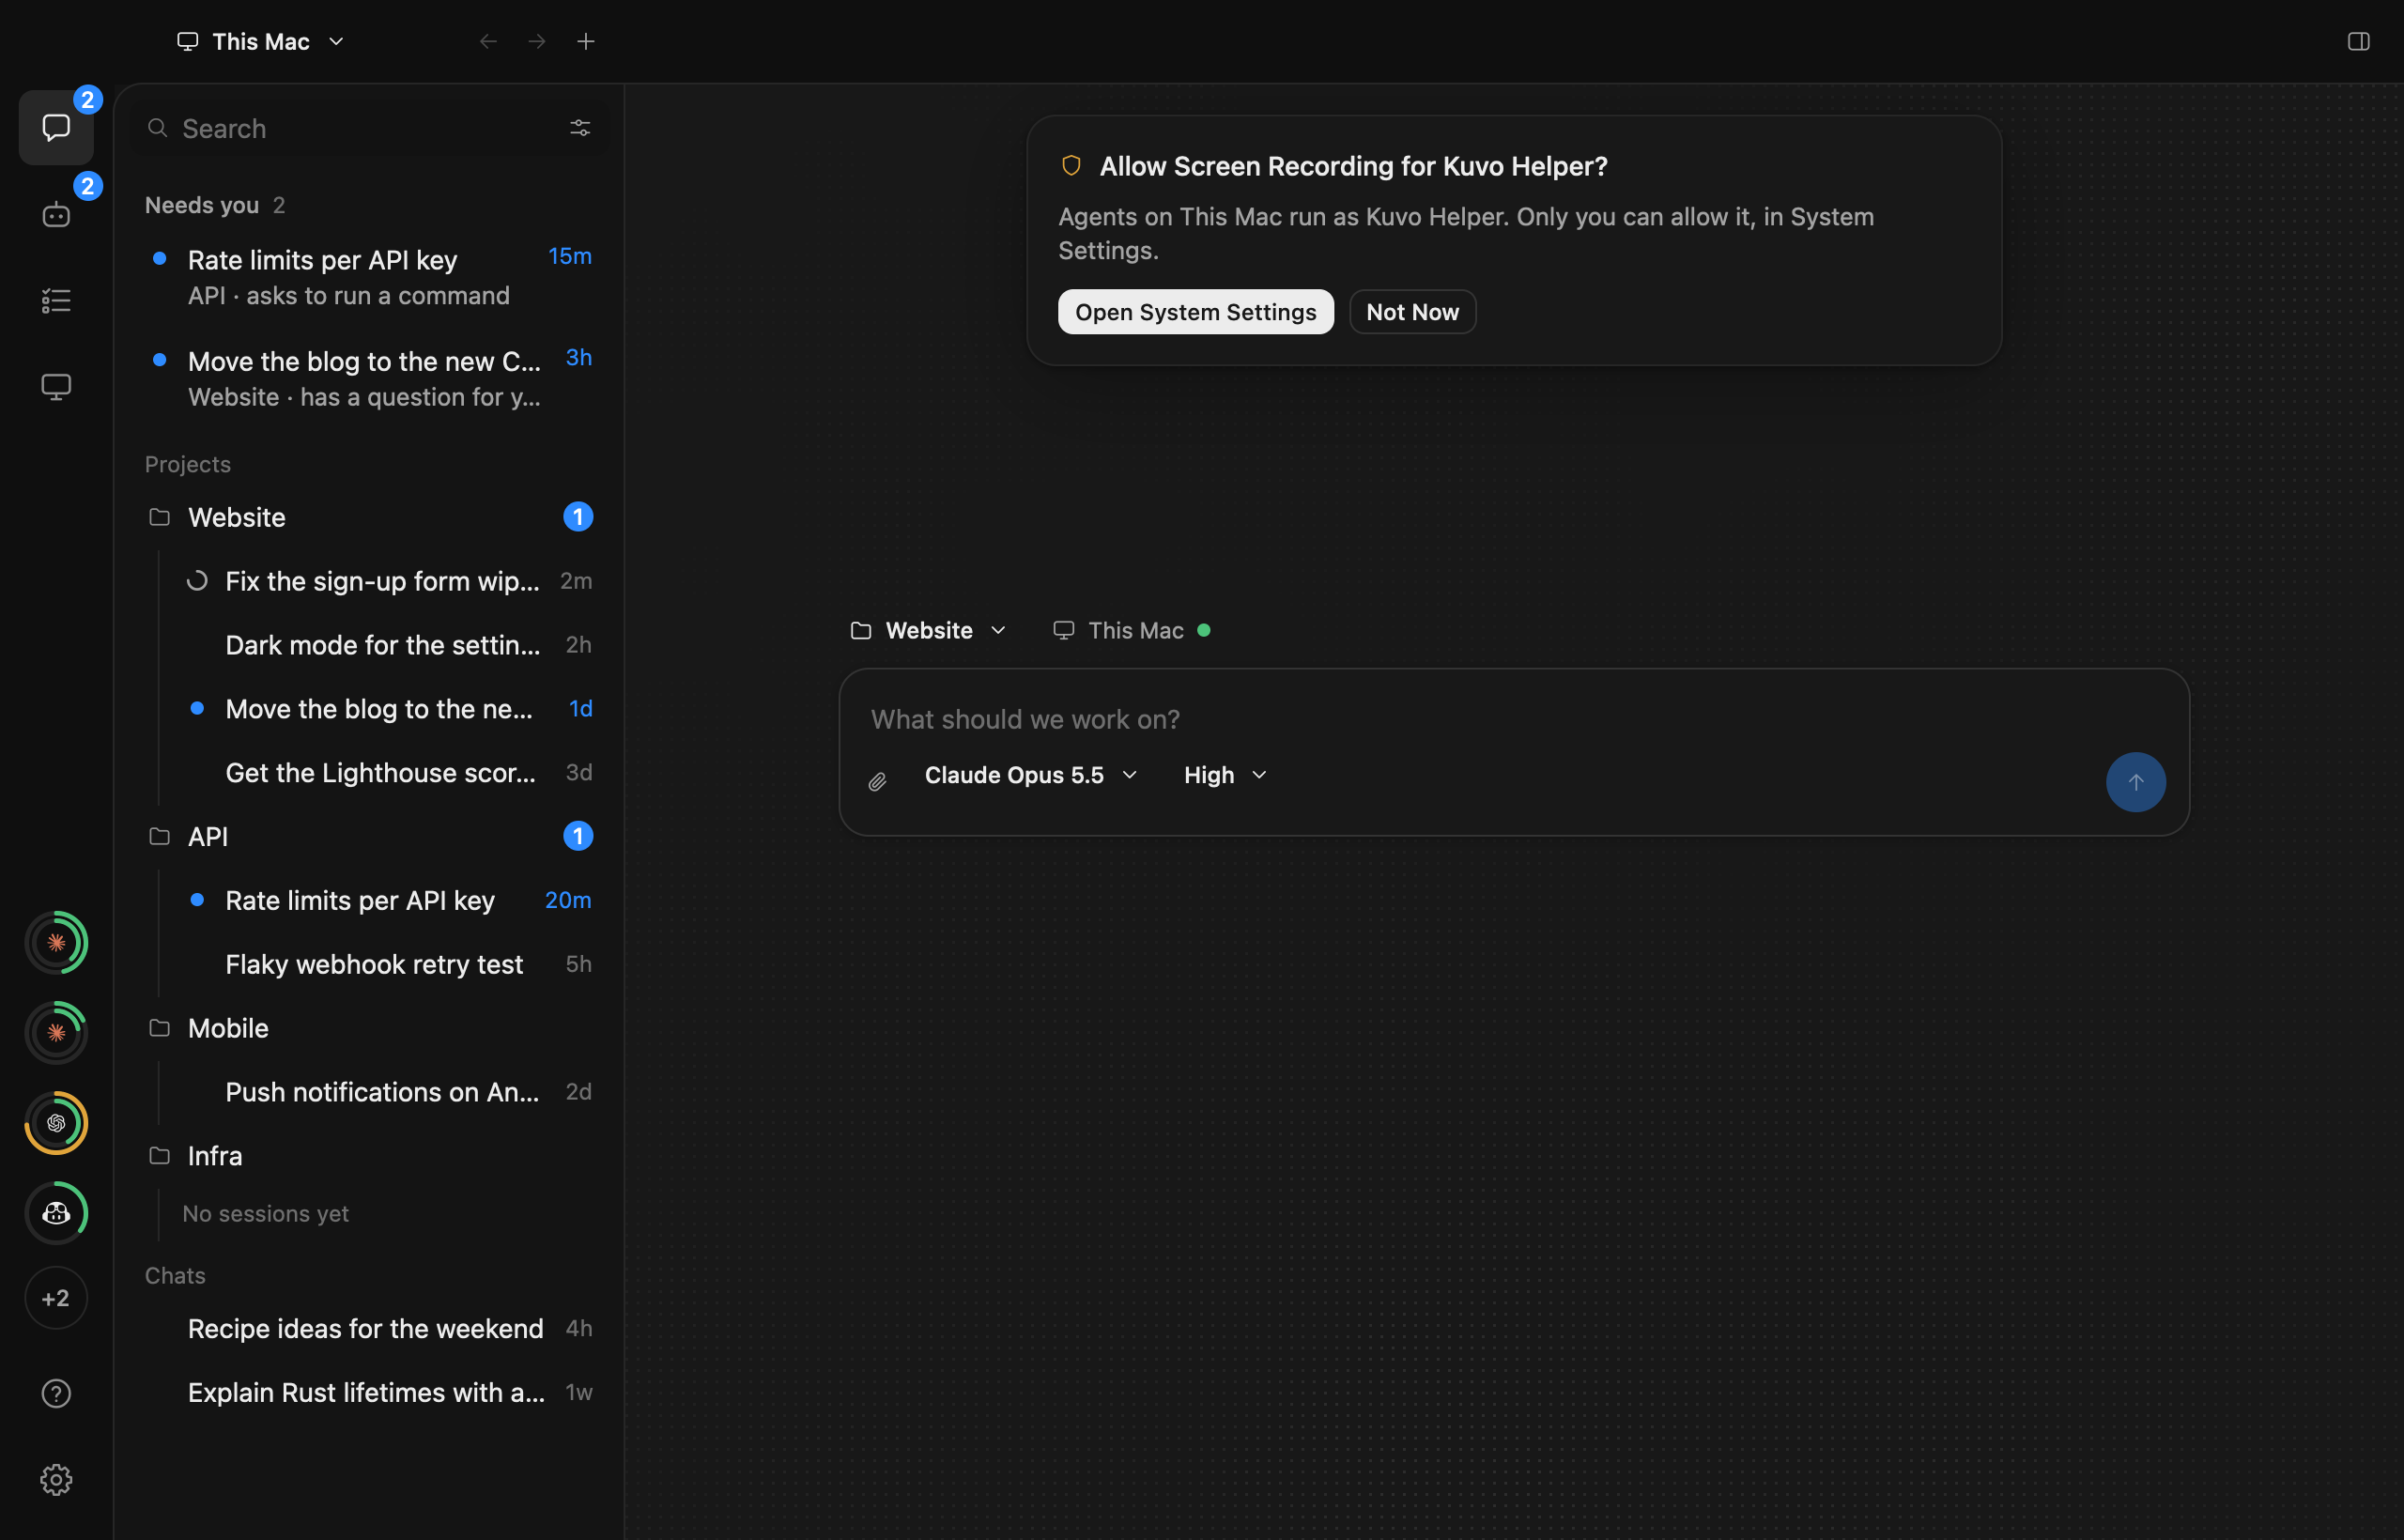 This Mac
2
Search
2
Needs you 2
Rate limits per API key 15m
API · asks to run a command
Move the blog to the new C... 3h
Website · has a question for y...
Projects
Website 1
Fix the sign-up form wip... 2m
Dark mode for the settin... 2h
Move the blog to the ne... 1d
Get the Lighthouse scor... 3d
API 1
Rate limits per API key 20m
Flaky webhook retry test 5h
Mobile
Push notifications on An... 2d
Infra
No sessions yet
Chats
+2
Recipe ideas for the weekend 4h
Explain Rust lifetimes with a... 1w
Allow Screen Recording for Kuvo Helper?
Agents on This Mac run as Kuvo Helper. Only you can allow it, in System
Settings.
Open System Settings Not Now
Website This Mac
What should we work on?
Claude Opus 5.5 High